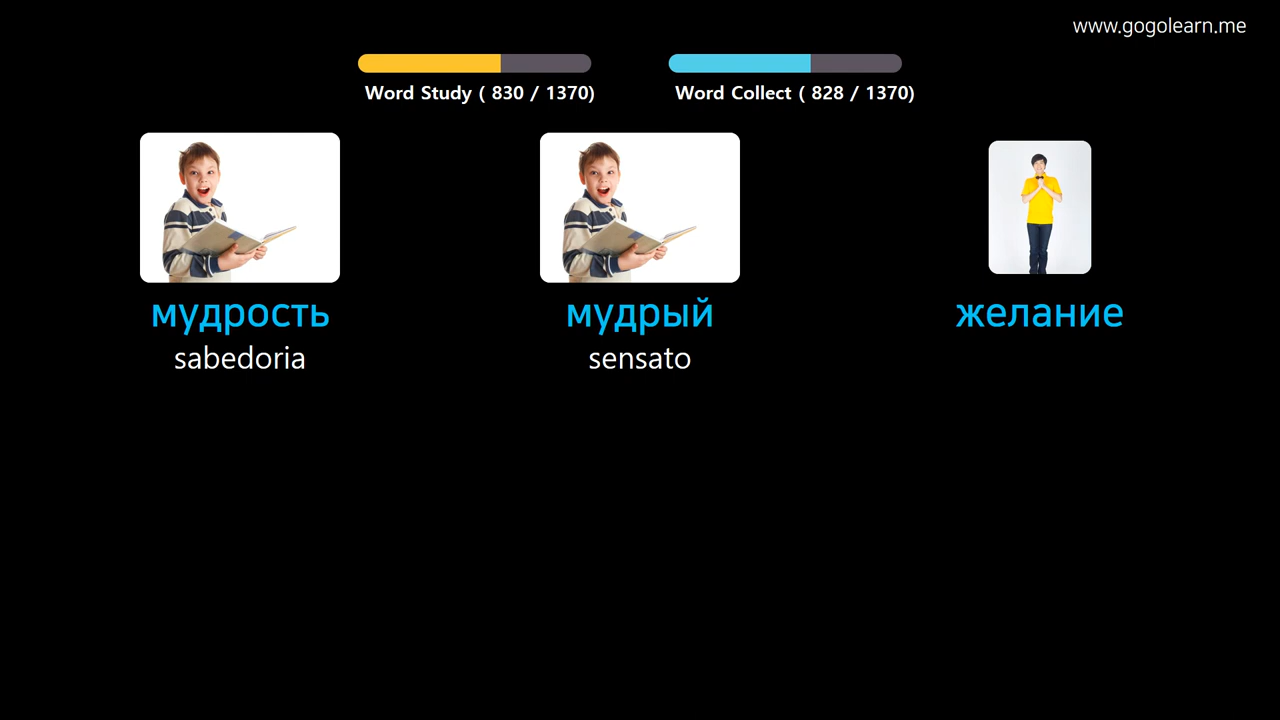 www.gogolearn.me
Word Study ( 830 / 1370)
Word Collect ( 828 / 1370)
мудрость
мудрый
желание
sabedoria
sensato